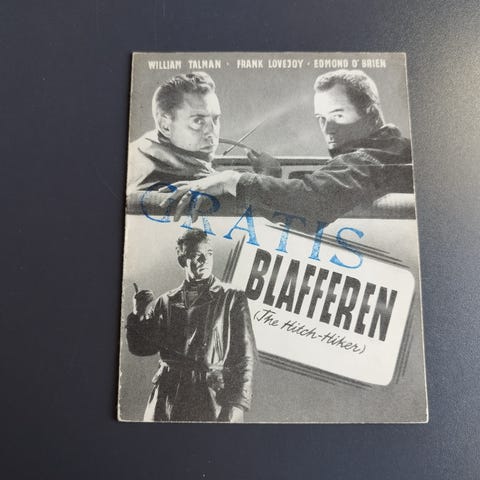 WILLIAM TALMAN · FRANK LOVEJOY · EDMOND O'BRIEN
GRATIS
BLAFFEREN
(The Hitch-Hiker)